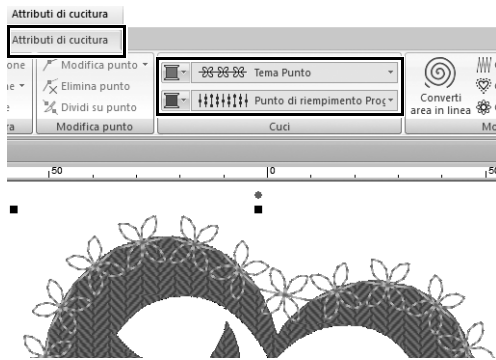 Attributi di cucitura
Attributi di cucitura
Modifica punto
Elimina punto
Dividi su punto
Modifica punto
Tema Punto
Punto di riempimento Prog
Cuci
Converti
area in linea
50
0